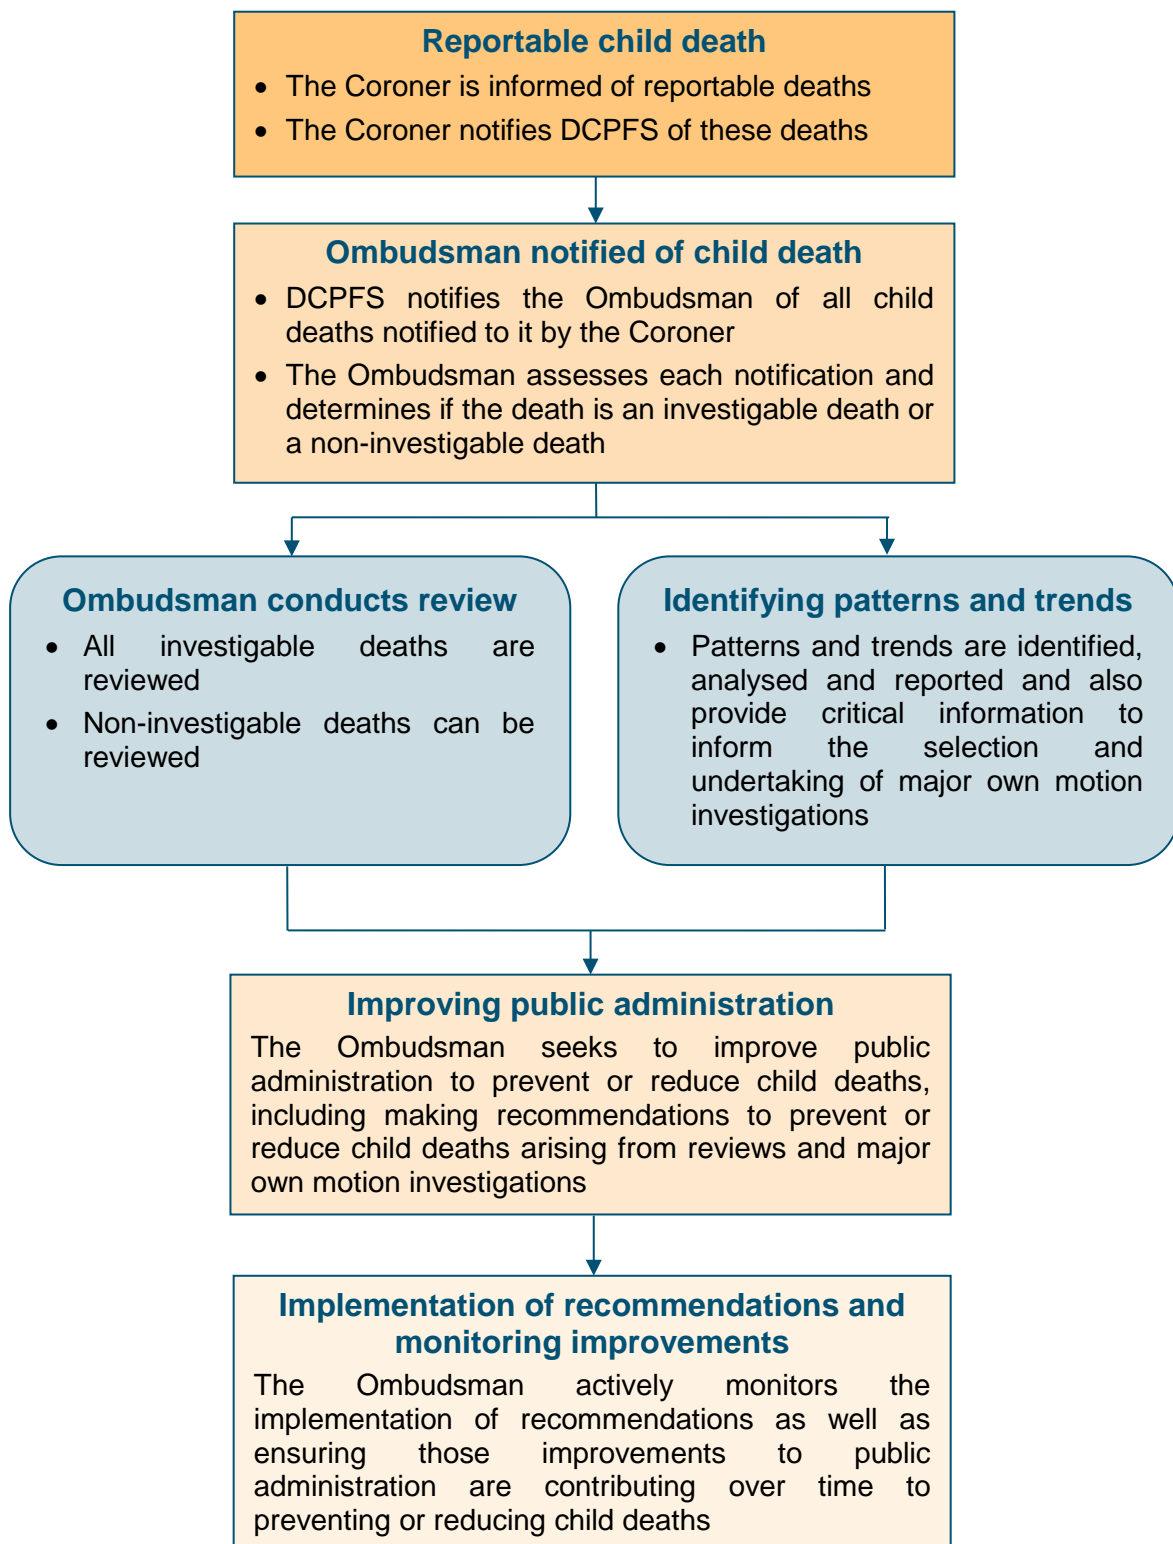 Reportable child death
• The Coroner is informed of reportable deaths
• The Coroner notifies DCPFS of these deaths
Ombudsman notified of child death
• DCPFS notifies the Ombudsman of all child
deaths notified to it by the Coroner
• The Ombudsman assesses each notification and
determines if the death is an investigable death or
a non-investigable death
Ombudsman conducts review
• All investigable deaths are
reviewed
• Non-investigable deaths can be
reviewed
Identifying patterns and trends
• Patterns and trends are identified,
analysed and reported and also
provide critical information to
inform the selection and
undertaking of major own motion
investigations
Improving public administration
The Ombudsman seeks to improve public
administration to prevent or reduce child deaths,
including making recommendations to prevent or
reduce child deaths arising from reviews and major
own motion investigations
Implementation of recommendations and
monitoring improvements
The Ombudsman actively monitors the
implementation of recommendations as well as
ensuring those improvements to public
administration are contributing over time to
preventing or reducing child deaths